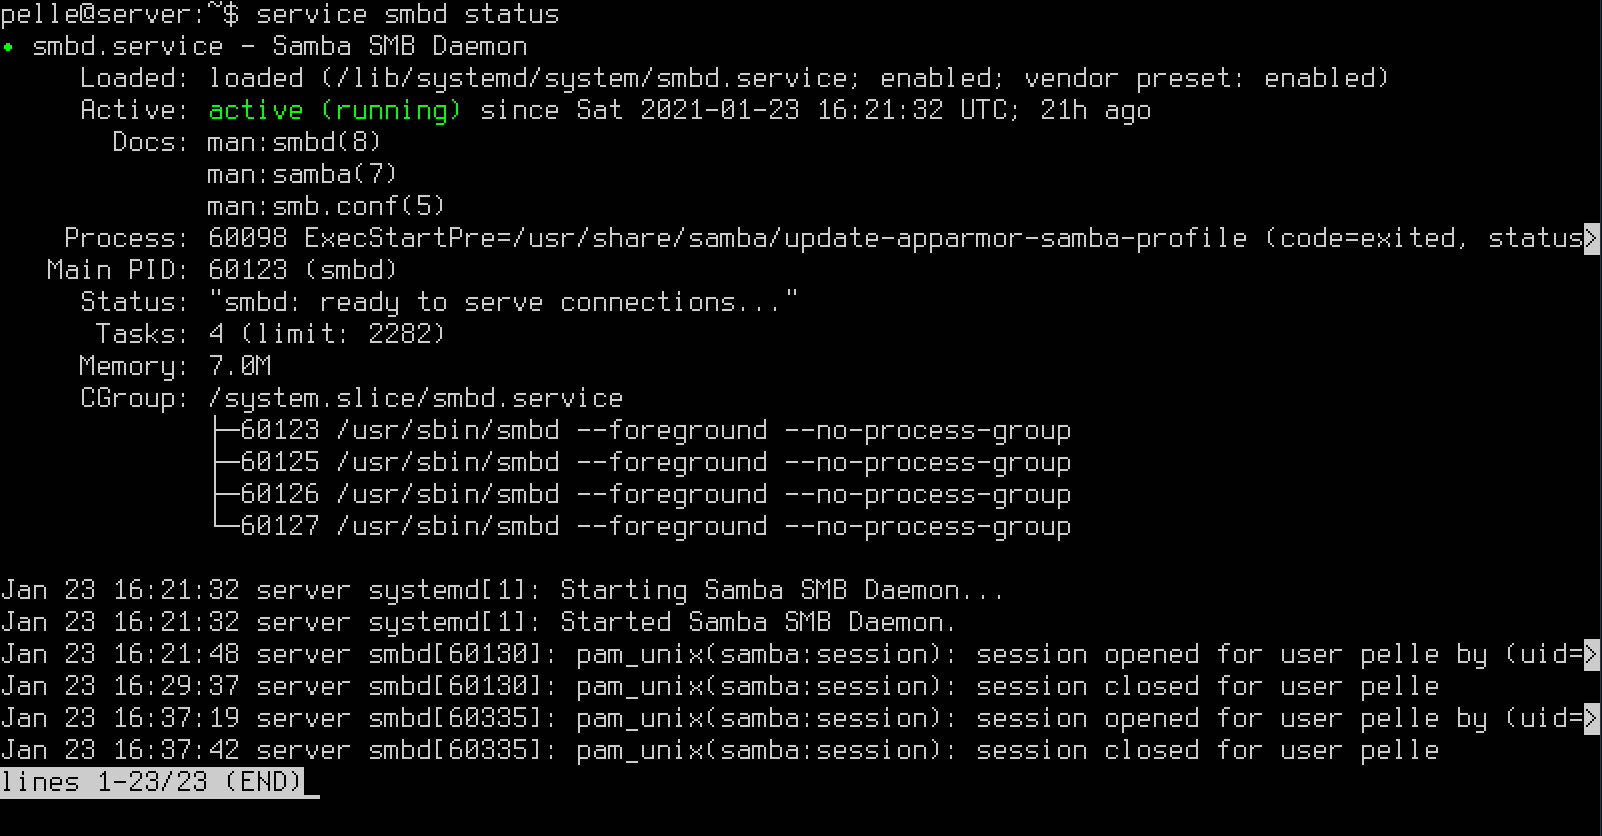 pelle@server:~$ service smbd status
● smbd.service - Samba SMB Daemon
     Loaded: loaded (/lib/systemd/system/smbd.service; enabled; vendor preset: enabled)
     Active: active (running) since Sat 2021-01-23 16:21:32 UTC; 21h ago
       Docs: man:smbd(8)
             man:samba(7)
             man:smb.conf(5)
    Process: 60098 ExecStartPre=/usr/share/samba/update-apparmor-samba-profile (code=exited, status>
   Main PID: 60123 (smbd)
     Status: "smbd: ready to serve connections..."
      Tasks: 4 (limit: 2282)
     Memory: 7.0M
     CGroup: /system.slice/smbd.service
             ├─60123 /usr/sbin/smbd --foreground --no-process-group
             ├─60125 /usr/sbin/smbd --foreground --no-process-group
             ├─60126 /usr/sbin/smbd --foreground --no-process-group
             └─60127 /usr/sbin/smbd --foreground --no-process-group

Jan 23 16:21:32 server systemd[1]: Starting Samba SMB Daemon...
Jan 23 16:21:32 server systemd[1]: Started Samba SMB Daemon.
Jan 23 16:21:48 server smbd[60130]: pam_unix(samba:session): session opened for user pelle by (uid=>
Jan 23 16:29:37 server smbd[60130]: pam_unix(samba:session): session closed for user pelle
Jan 23 16:37:19 server smbd[60335]: pam_unix(samba:session): session opened for user pelle by (uid=>
Jan 23 16:37:42 server smbd[60335]: pam_unix(samba:session): session closed for user pelle
lines 1-23/23 (END)